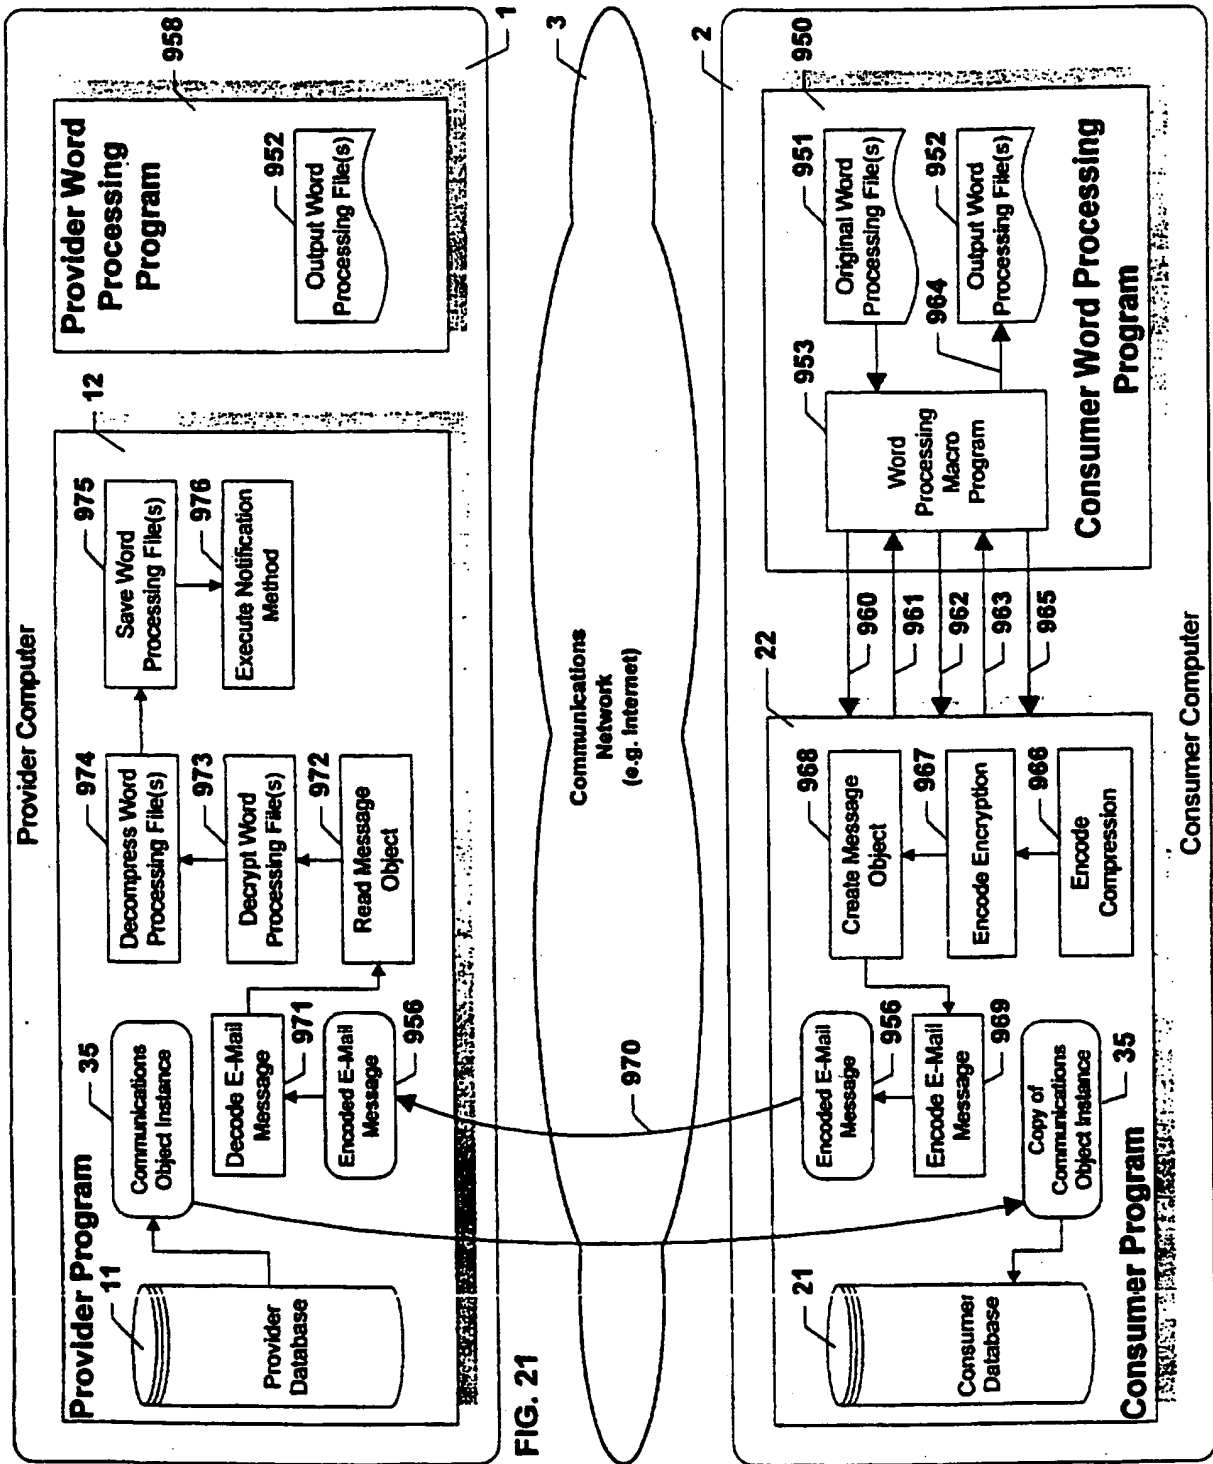 Provider Computer
1
Provider Program
12
11
Provider
Database
35
Communications
Object Instance
Decode E-Mail
Message
971
Encoded E-Mail
Message
956
974
Decompress Word
Processing File(s)
973
Decrypt Word
Processing File(s)
972
Read Message
Object
975
Save Word
Processing File(s)
976
Execute Notification
Method
Provider Word
Processing
Program
958
952
Output Word
Processing File(s)
FIG. 21
3
Communications
Network
(e.g. Internet)
970
2
22
21
Consumer
Database
Consumer Program
Encoded E-Mail
Message
956
Encode E-Mail
Message
969
Copy of
Communications
Object Instance
35
968
Create Message
Object
967
Encode Encryption
966
Encode
Compression
960
961
962
963
965
950
953
Word
Processing
Macro
Program
951
Original Word
Processing File(s)
952
Output Word
Processing File(s)
964
Consumer Word Processing
Program
Consumer Computer